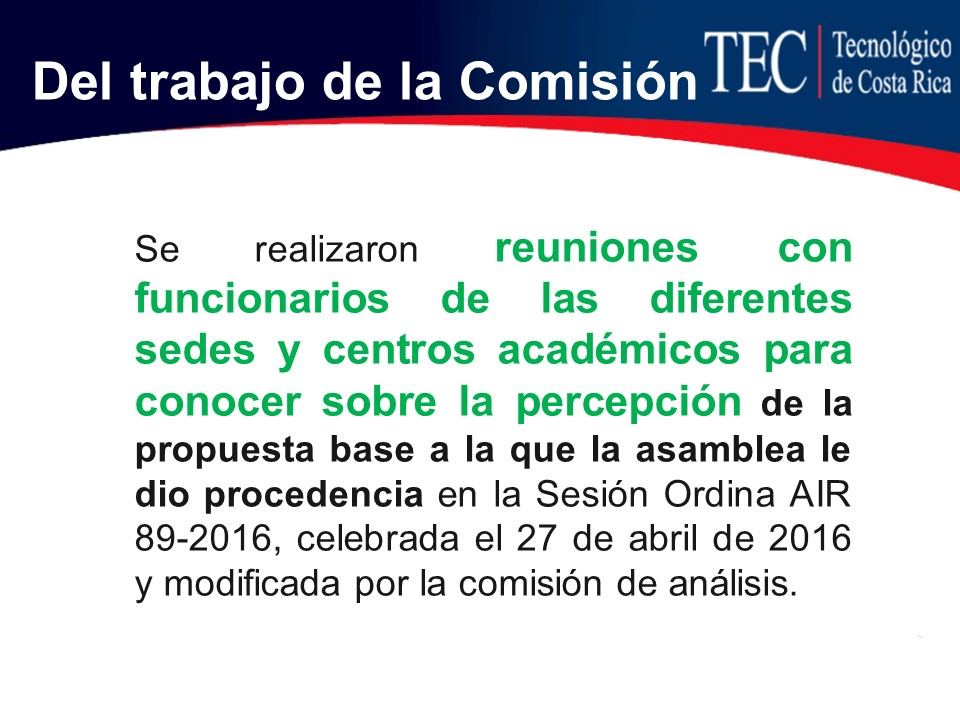 Del trabajo de la Comisión
TEC | Tecnológico
de Costa Rica
Se realizaron reuniones con
funcionarios de las diferentes
sedes y centros académicos para
conocer sobre la percepción de la
propuesta base a la que la asamblea le
dio procedencia en la Sesión Ordina AIR
89-2016, celebrada el 27 de abril de 2016
y modificada por la comisión de análisis.